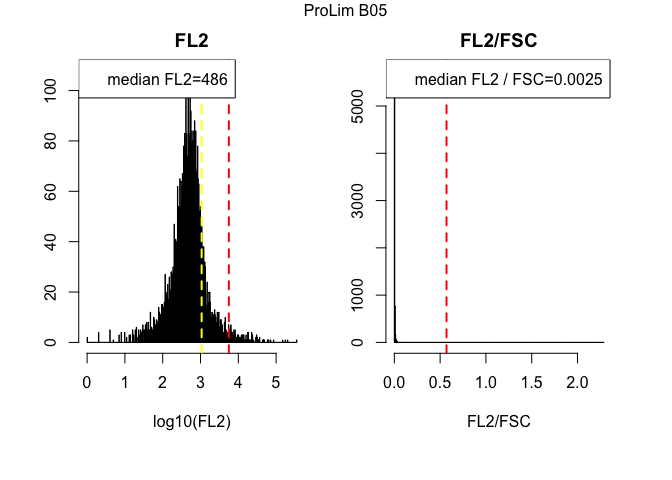 ProLim B05
FL2
median FL2=486
0
20
40
60
80
100
0 1 2 3 4 5
log10(FL2)
FL2/FSC
median FL2 / FSC=0.0025
0
1000
3000
5000
0.0 0.5 1.0 1.5 2.0
FL2/FSC